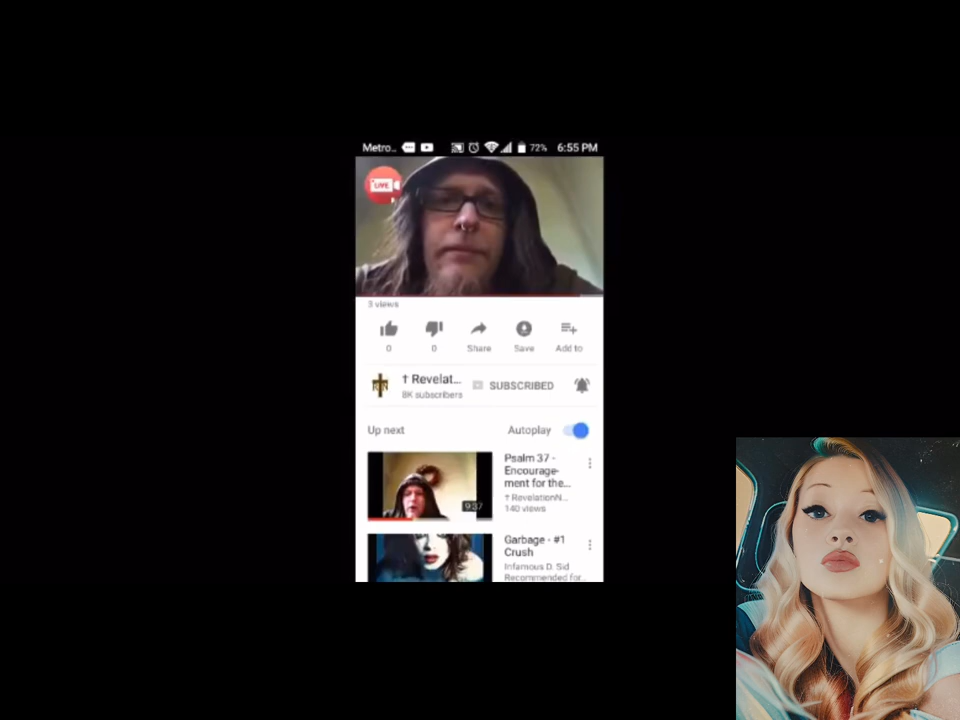 Metro... 72% 6:55 PM
LIVE
3 views
0 0 Share Save Add to
† Revelat... SUBSCRIBED
8K subscribers
Up next Autoplay
Psalm 37 -
Encourage-
ment for the...
† RevelationN...
140 views
9:37
Garbage - #1
Crush
Infamous D. Sid
Recommended for...